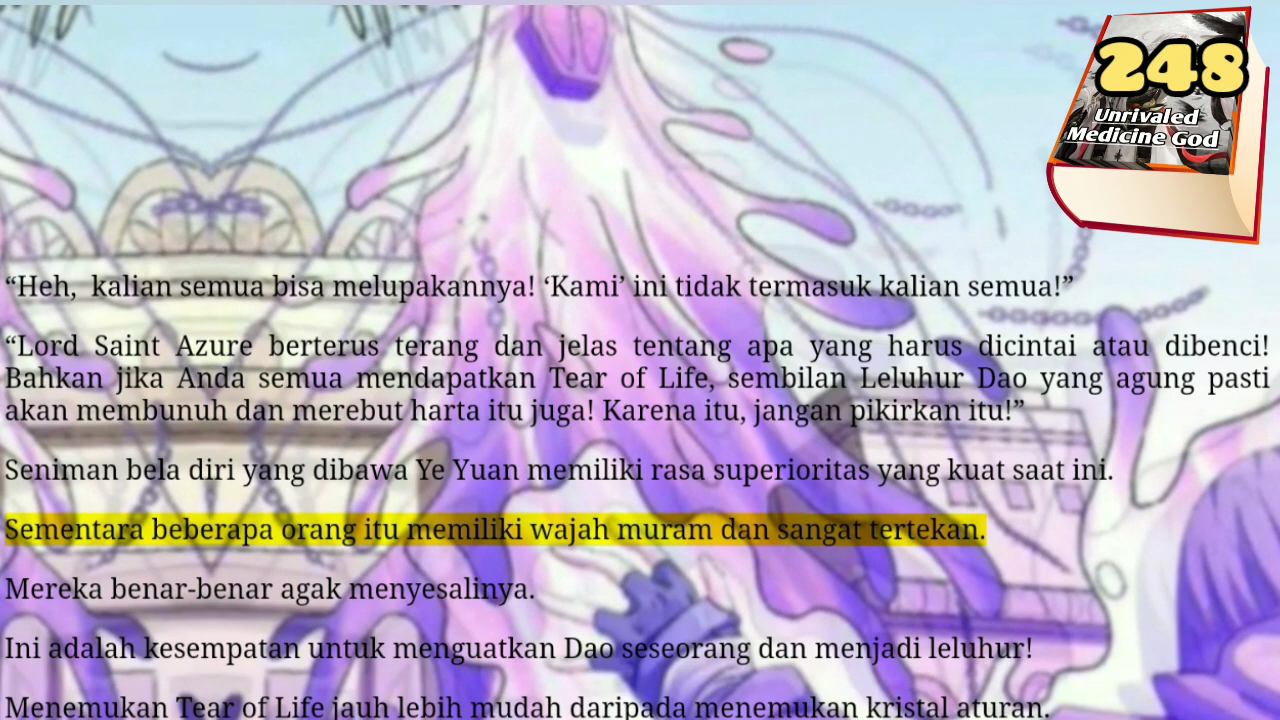 248
Unrivaled
Medicine God
“Heh, kalian semua bisa melupakannya! ‘Kami’ ini tidak termasuk kalian semua!”
“Lord Saint Azure berterus terang dan jelas tentang apa yang harus dicintai atau dibenci!
Bahkan jika Anda semua mendapatkan Tear of Life, sembilan Leluhur Dao yang agung pasti
akan membunuh dan merebut harta itu juga! Karena itu, jangan pikirkan itu!”
Seniman bela diri yang dibawa Ye Yuan memiliki rasa superioritas yang kuat saat ini.
Sementara beberapa orang itu memiliki wajah muram dan sangat tertekan.
Mereka benar-benar agak menyesalinya.
Ini adalah kesempatan untuk menguatkan Dao seseorang dan menjadi leluhur!
Menemukan Tear of Life jauh lebih mudah daripada menemukan kristal aturan.